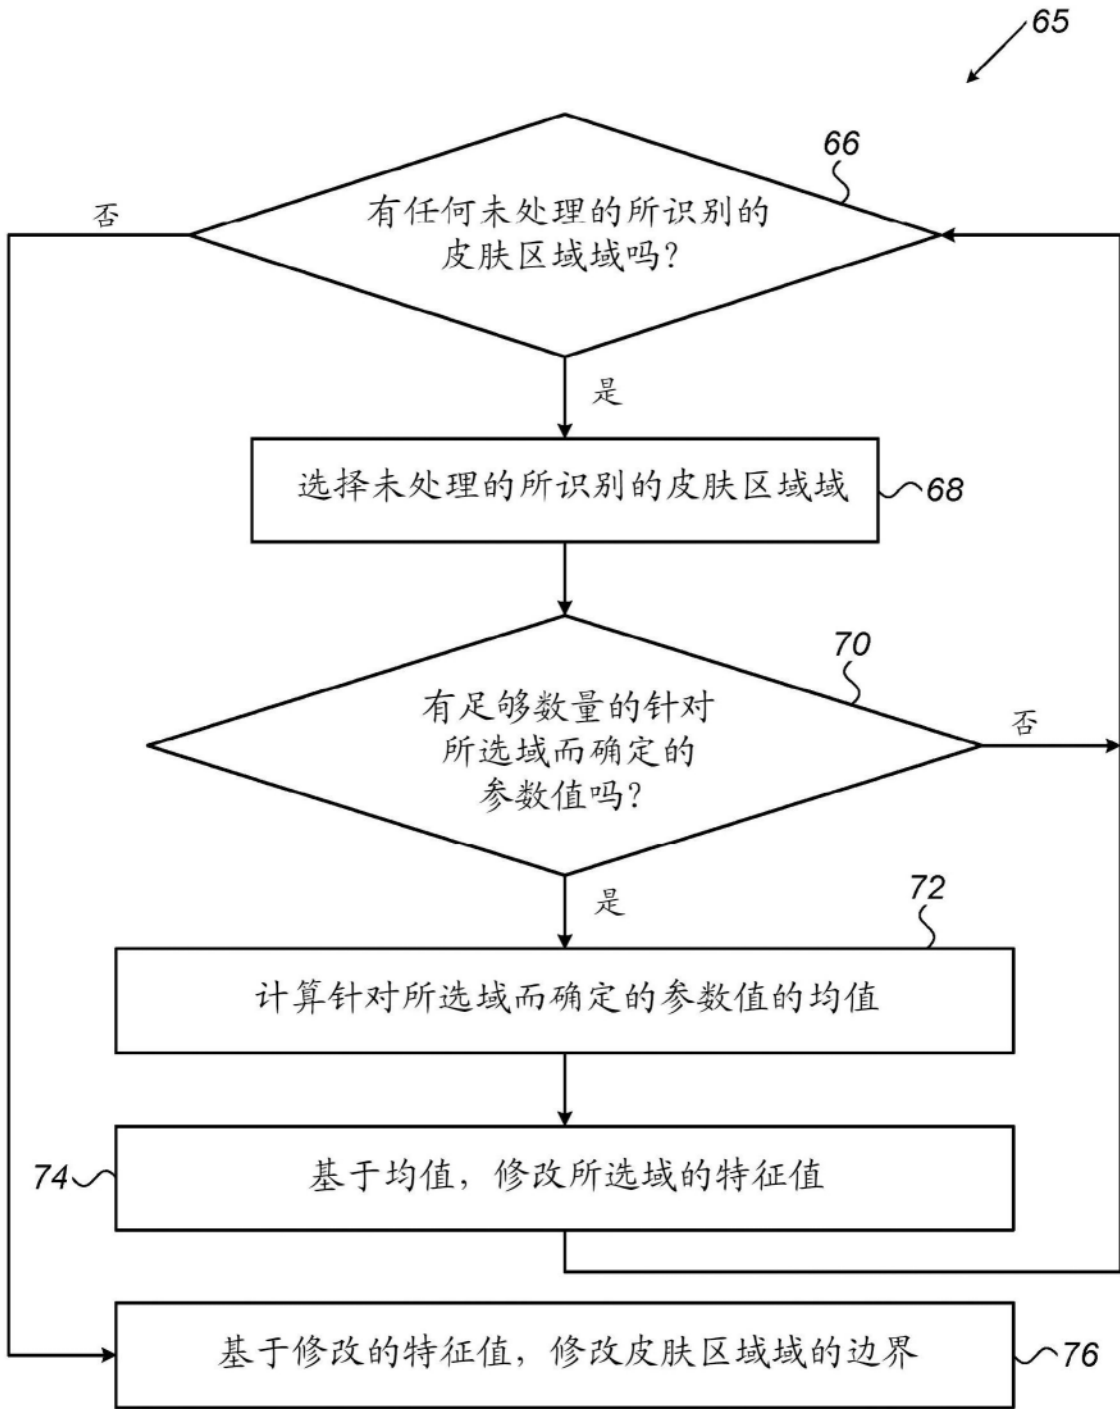 65
66
有任何未处理的所识别的
皮肤区域域吗？
否
是
选择未处理的所识别的皮肤区域域
68
70
有足够数量的针对
所选域而确定的
参数值吗？
否
是
72
计算针对所选域而确定的参数值的均值
74
基于均值，修改所选域的特征值
基于修改的特征值，修改皮肤区域域的边界
76